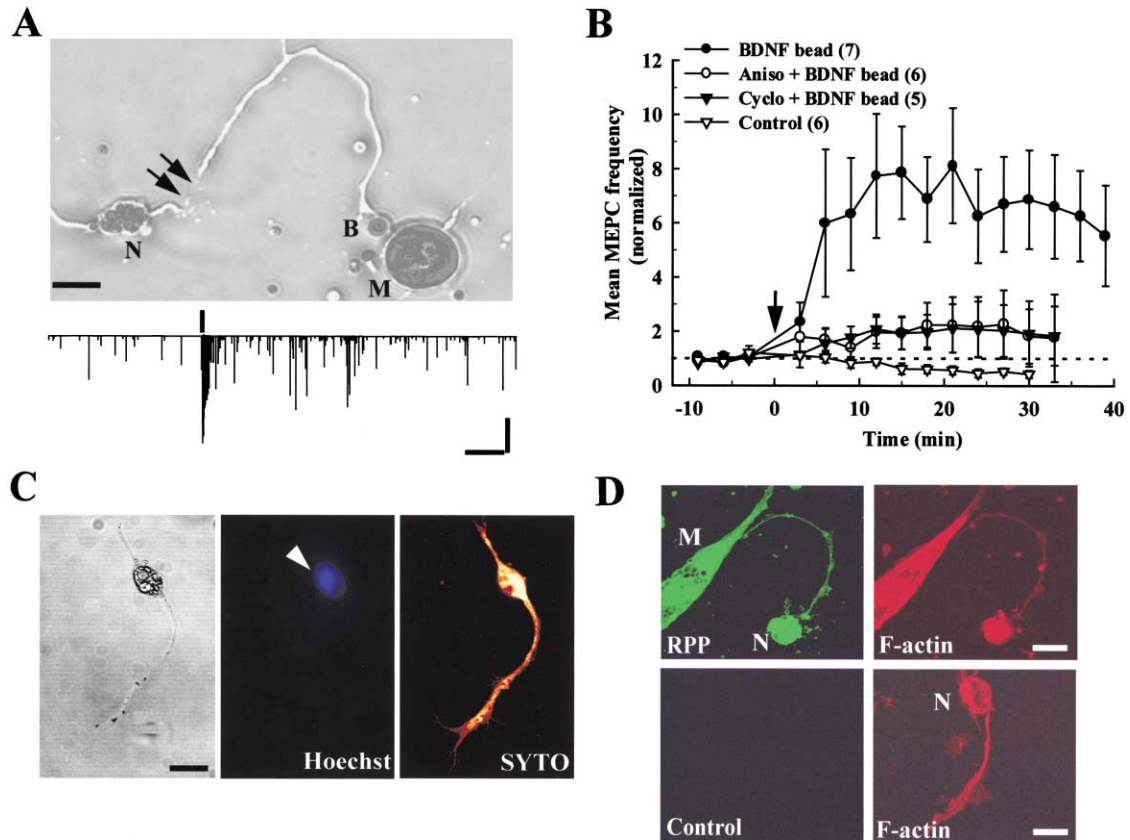 A
N
B
M
B
BDNF bead (7)
Aniso + BDNF bead (6)
Cyclo + BDNF bead (5)
Control (6)
Mean MEPC frequency
(normalized)
12
10
8
6
4
2
0
-10 0 10 20 30 40
Time (min)
C
Hoechst
SYTO
D
M
N
RPP
F-actin
N
Control
F-actin